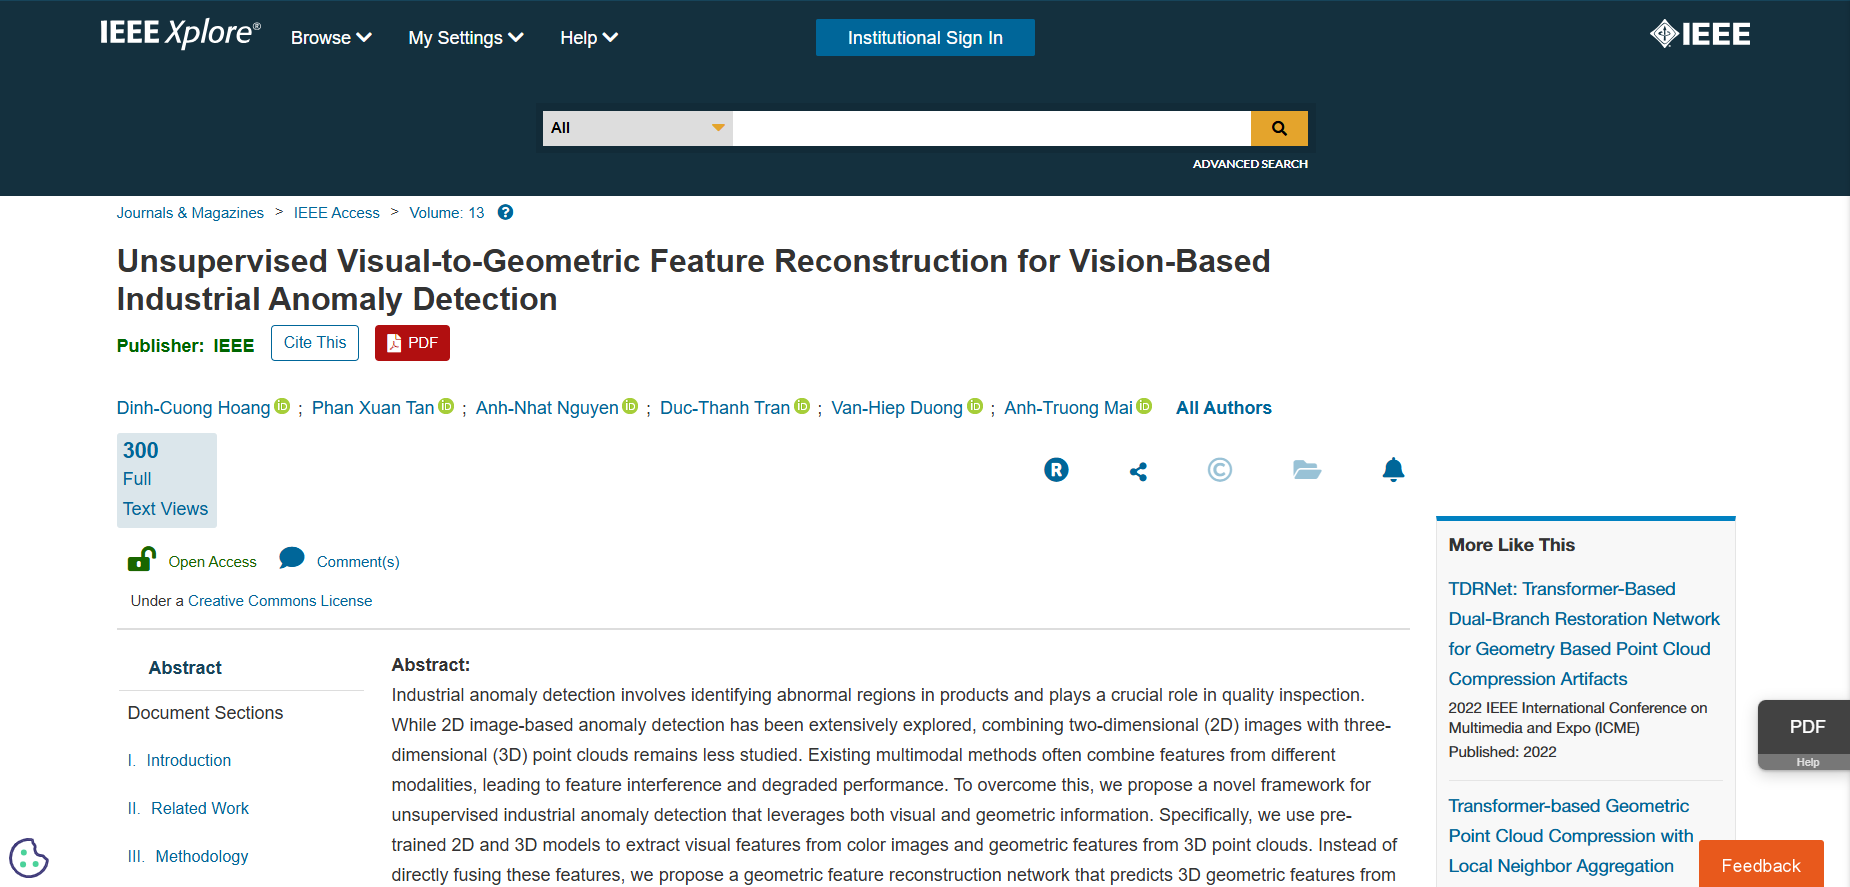 IEEE Xplore®
Browse
My Settings
Help
Institutional Sign In
IEEE
All
ADVANCED SEARCH
Journals & Magazines > IEEE Access > Volume: 13 ?
Unsupervised Visual-to-Geometric Feature Reconstruction for Vision-Based
Industrial Anomaly Detection
Publisher: IEEE
Cite This
PDF
Dinh-Cuong Hoang iD ; Phan Xuan Tan iD ; Anh-Nhat Nguyen iD ; Duc-Thanh Tran iD ; Van-Hiep Duong iD ; Anh-Truong Mai iD All Authors
300
Full
Text Views
R
©
Open Access
Comment(s)
Under a Creative Commons License
Abstract
Document Sections
I. Introduction
II. Related Work
III. Methodology
Abstract:
Industrial anomaly detection involves identifying abnormal regions in products and plays a crucial role in quality inspection.
While 2D image-based anomaly detection has been extensively explored, combining two-dimensional (2D) images with three-
dimensional (3D) point clouds remains less studied. Existing multimodal methods often combine features from different
modalities, leading to feature interference and degraded performance. To overcome this, we propose a novel framework for
unsupervised industrial anomaly detection that leverages both visual and geometric information. Specifically, we use pre-
trained 2D and 3D models to extract visual features from color images and geometric features from 3D point clouds. Instead of
directly fusing these features, we propose a geometric feature reconstruction network that predicts 3D geometric features from
More Like This
TDRNet: Transformer-Based
Dual-Branch Restoration Network
for Geometry Based Point Cloud
Compression Artifacts
2022 IEEE International Conference on
Multimedia and Expo (ICME)
Published: 2022
Transformer-based Geometric
Point Cloud Compression with
Local Neighbor Aggregation
PDF
Help
Feedback